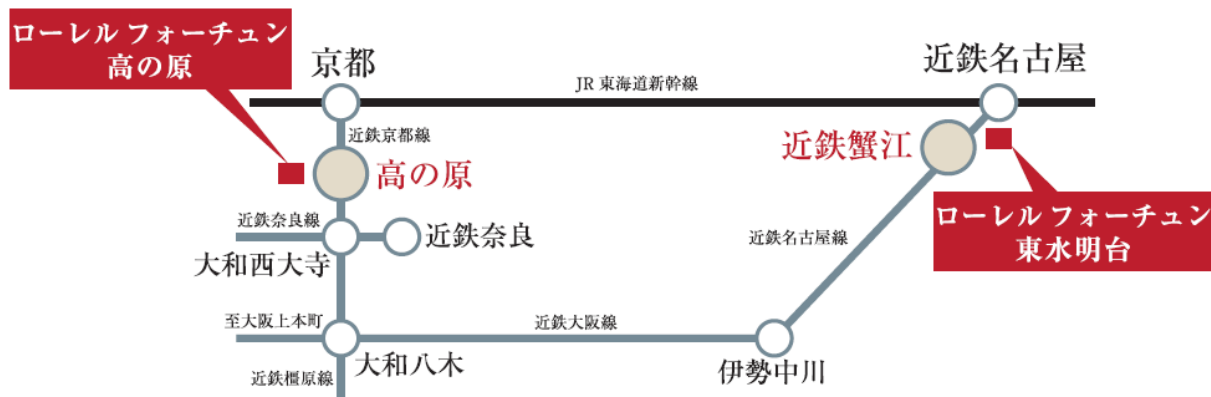 ローレル フォーチュン
高の原
京都
近鉄名古屋
JR 東海道新幹線
近鉄京都線
高の原
近鉄蟹江
近鉄奈良線
近鉄奈良
大和西大寺
近鉄名古屋線
ローレル フォーチュン
東水明台
至大阪上本町
近鉄大阪線
大和八木
伊勢中川
近鉄橿原線